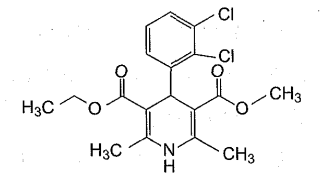 Cl
Cl
O O
H₃C O O CH₃
H₃C N CH₃
H